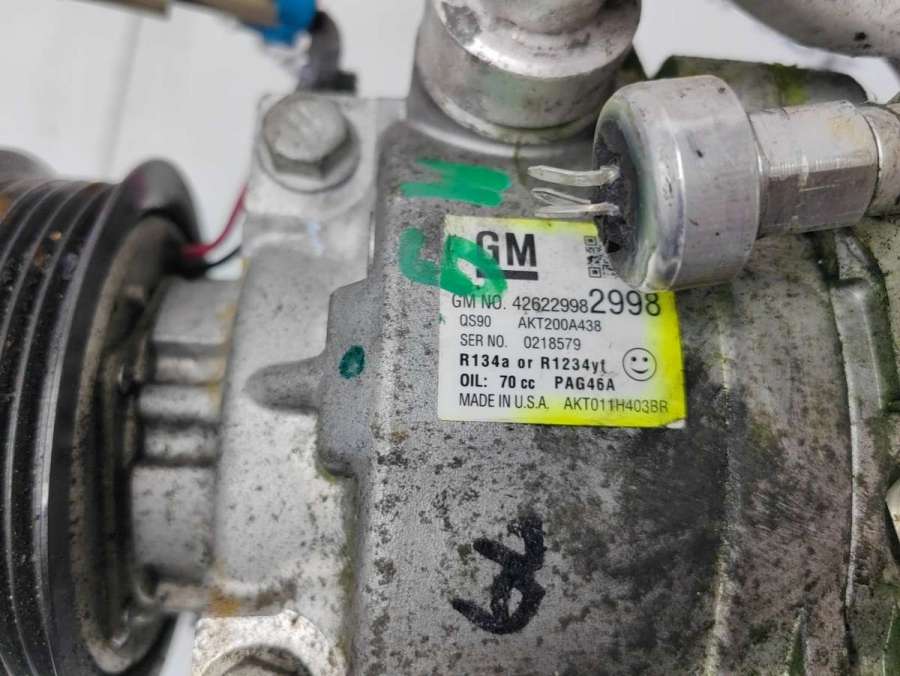 GM
GM NO. 42622998 2998
QS90 AKT200A438
SER NO. 0218579
R134a or R1234yf
OIL: 70 cc PAG46A
MADE IN U.S.A. AKT011H403BR